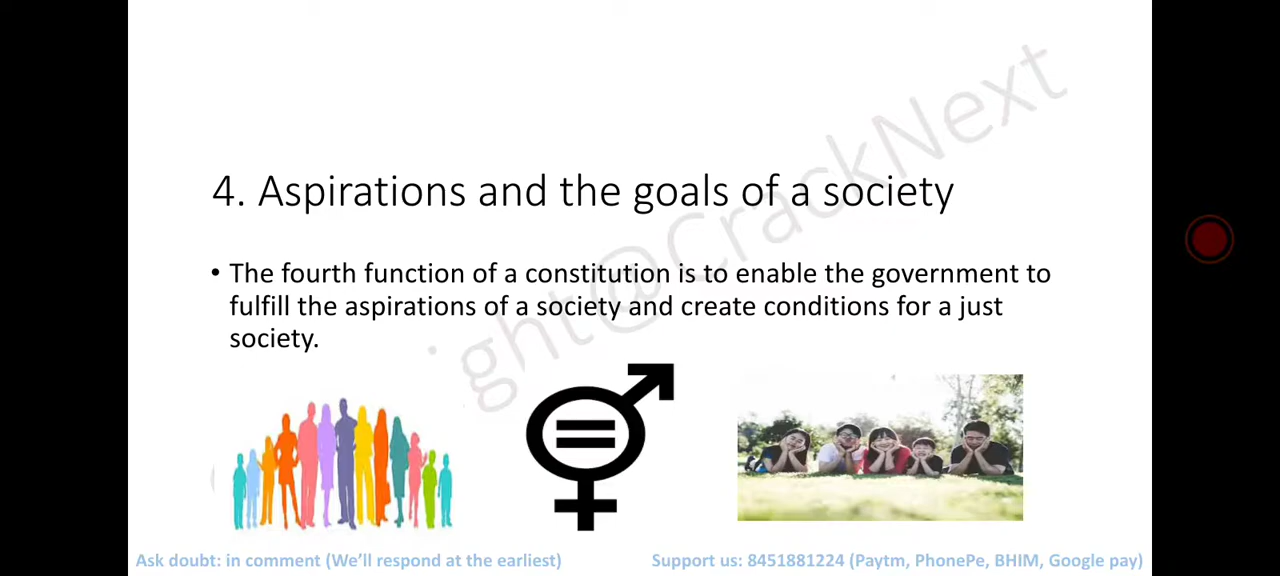 4. Aspirations and the goals of a society
• The fourth function of a constitution is to enable the government to
fulfill the aspirations of a society and create conditions for a just
society.
ight@CrackNext
Ask doubt: in comment (We’ll respond at the earliest)
Support us: 8451881224 (Paytm, PhonePe, BHIM, Google pay)